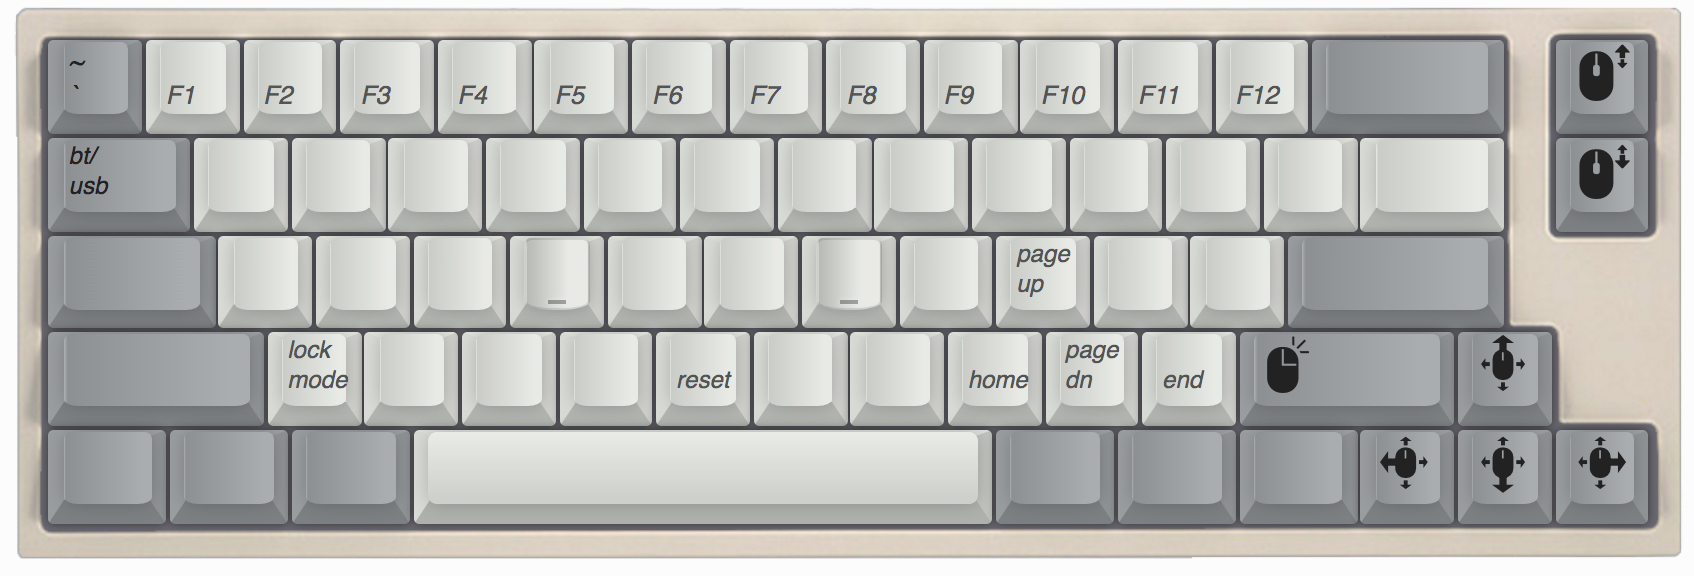 ~
`
F1 F2 F3 F4 F5 F6 F7 F8 F9 F10 F11 F12
bt/
usb
page
up
lock
mode
reset
home
page
dn
end